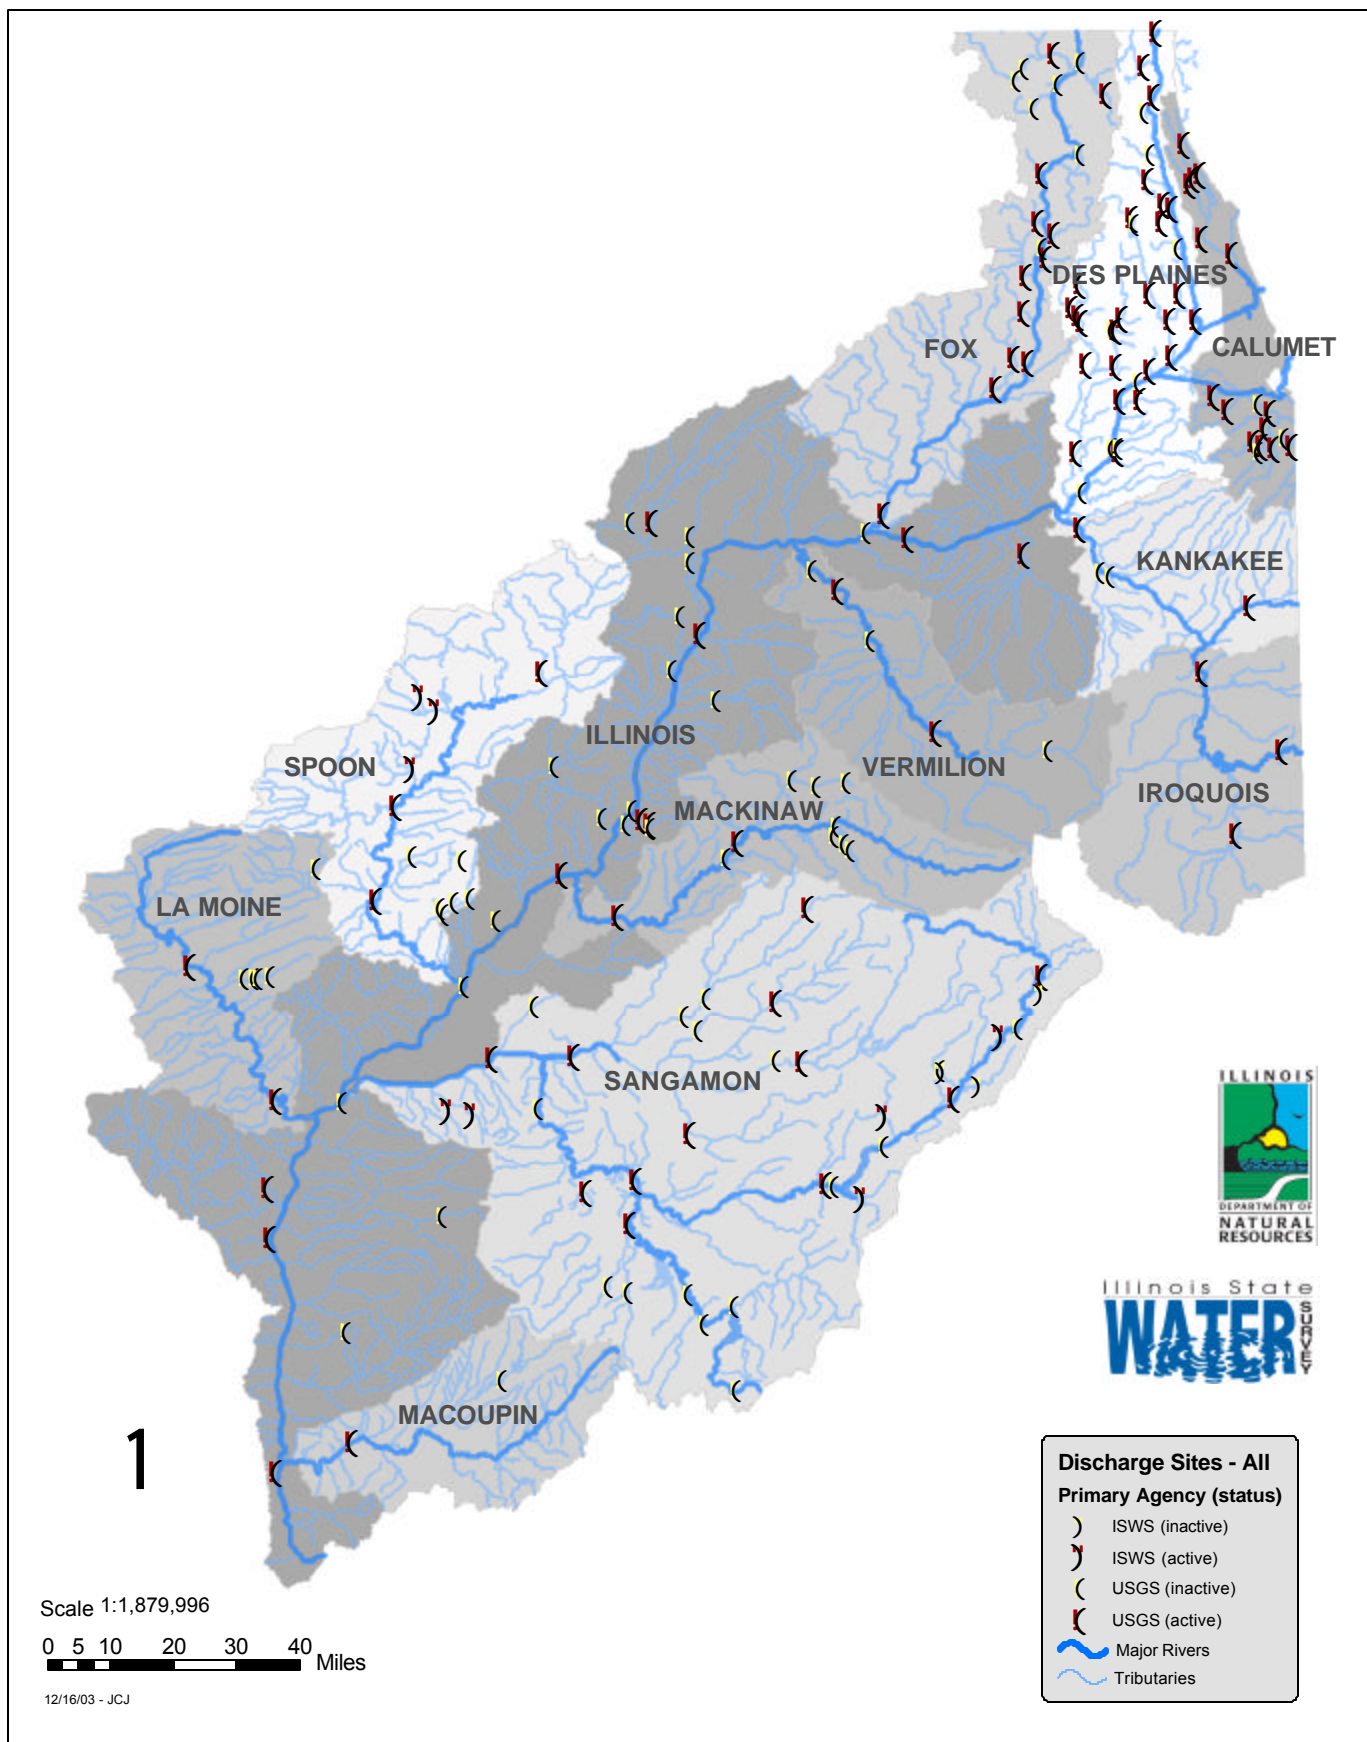 DES PLAINES
FOX
CALUMET
KANKAKEE
ILLINOIS
SPOON
VERMILION
IROQUOIS
MACKINAW
LA MOINE
SANGAMON
MACOUPIN
1
ILLINOIS
DEPARTMENT OF
NATURAL
RESOURCES
Illinois State
WATER
SURVEY
Discharge Sites - All
Primary Agency (status)
ISWS (inactive)
ISWS (active)
USGS (inactive)
USGS (active)
Major Rivers
Tributaries
Scale 1:1,879,996
0 5 10 20 30 40 Miles
12/16/03 - JCJ